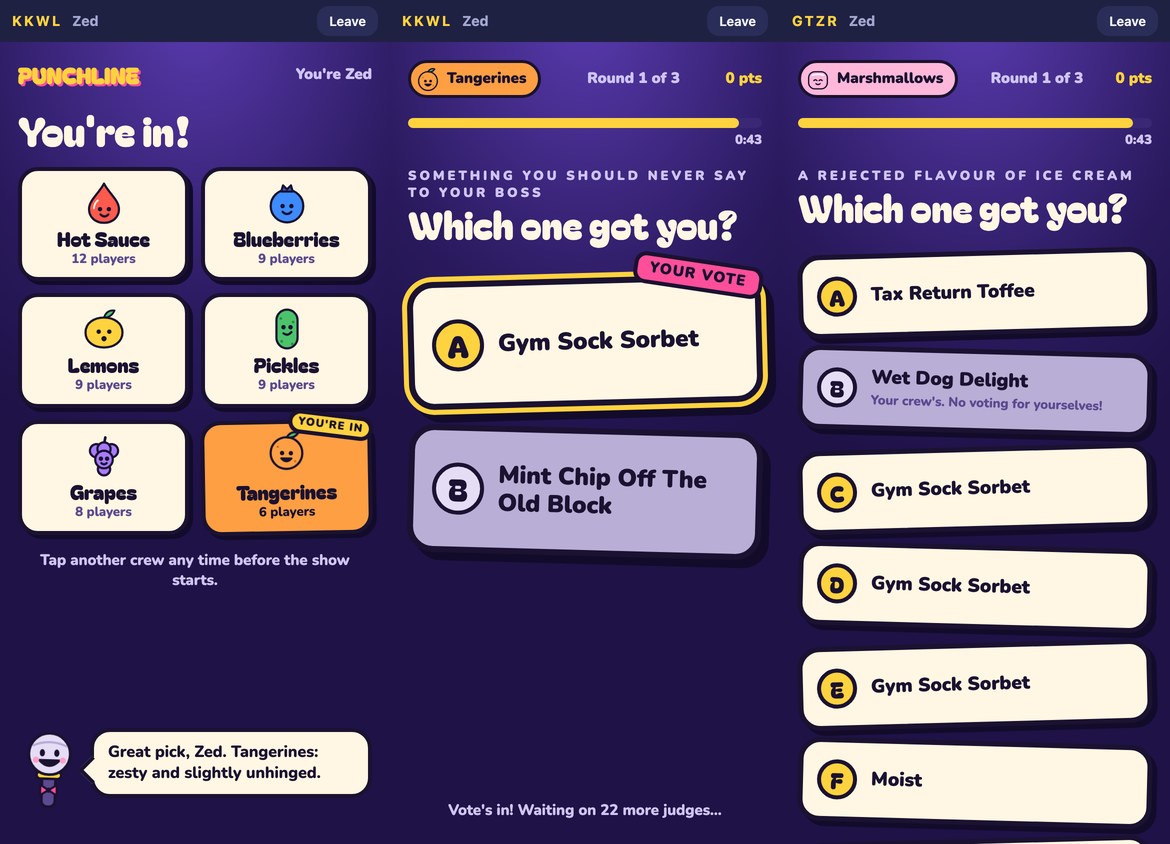 KKWL Zed Leave
PUNCHLINE You're Zed
You're in!
Hot Sauce
12 players
Blueberries
9 players
Lemons
9 players
Pickles
9 players
Grapes
8 players
YOU'RE IN
Tangerines
6 players
Tap another crew any time before the show
starts.
Great pick, Zed. Tangerines:
zesty and slightly unhinged.
KKWL Zed Leave
Tangerines Round 1 of 3 0 pts
0:43
SOMETHING YOU SHOULD NEVER SAY
TO YOUR BOSS
Which one got you?
YOUR VOTE
A Gym Sock Sorbet
B Mint Chip Off The
Old Block
Vote's in! Waiting on 22 more judges...
GTZR Zed Leave
Marshmallows Round 1 of 3 0 pts
0:43
A REJECTED FLAVOUR OF ICE CREAM
Which one got you?
A Tax Return Toffee
B Wet Dog Delight
Your crew's. No voting for yourselves!
C Gym Sock Sorbet
D Gym Sock Sorbet
E Gym Sock Sorbet
F Moist